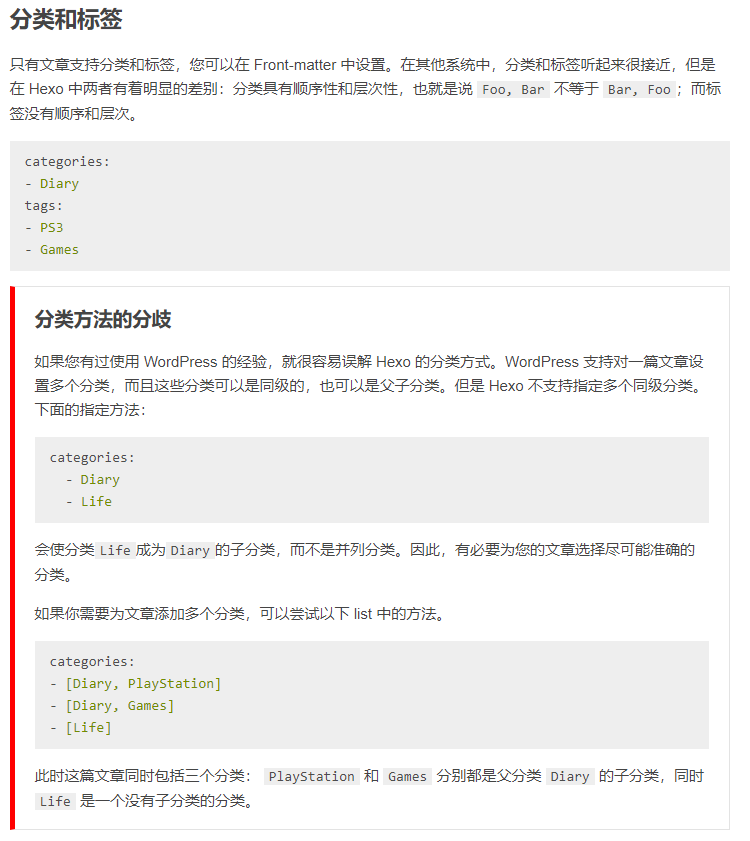 分类和标签
只有文章支持分类和标签，您可以在 Front-matter 中设置。在其他系统中，分类和标签听起来很接近，但是
在 Hexo 中两者有着明显的差别：分类具有顺序性和层次性，也就是说 Foo, Bar 不等于 Bar, Foo；而标
签没有顺序和层次。
categories:
- Diary
tags:
- PS3
- Games
分类方法的分歧
如果您有过使用 WordPress 的经验，就很容易误解 Hexo 的分类方式。WordPress 支持对一篇文章设
置多个分类，而且这些分类可以是同级的，也可以是父子分类。但是 Hexo 不支持指定多个同级分类。
下面的指定方法：
categories:
  - Diary
  - Life
会使分类 Life 成为 Diary 的子分类，而不是并列分类。因此，有必要为您的文章选择尽可能准确的
分类。
如果你需要为文章添加多个分类，可以尝试以下 list 中的方法。
categories:
- [Diary, PlayStation]
- [Diary, Games]
- [Life]
此时这篇文章同时包括三个分类： PlayStation 和 Games 分别都是父分类 Diary 的子分类，同时
Life 是一个没有子分类的分类。